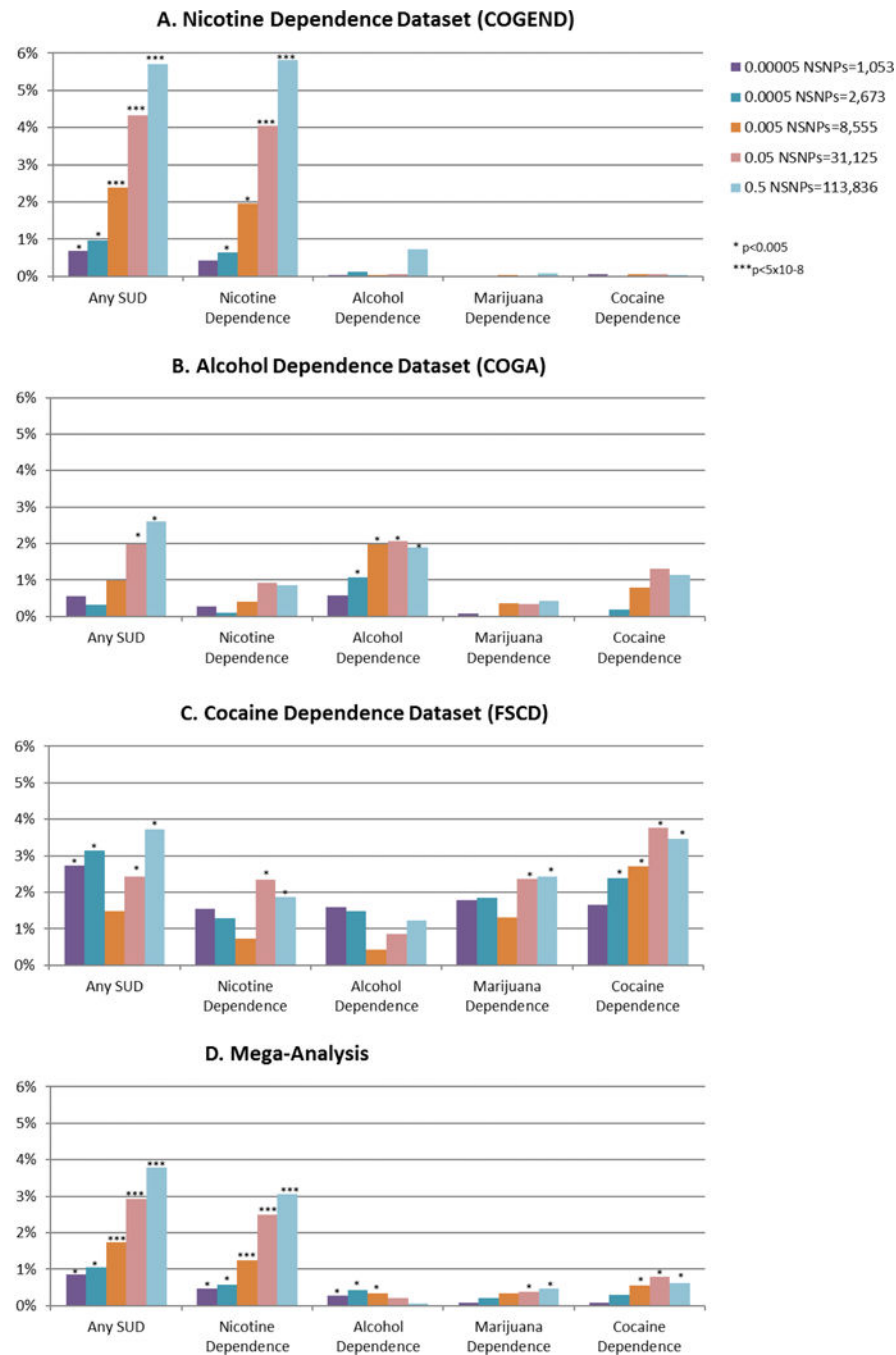 A. Nicotine Dependence Dataset (COGEND)
6%
5%
4%
3%
2%
1%
0%
* * *** *** ***
* * *** ***
Any SUD
Nicotine
Dependence
Alcohol
Dependence
Marijuana
Dependence
Cocaine
Dependence
0.00005 NSNPs=1,053
0.0005 NSNPs=2,673
0.005 NSNPs=8,555
0.05 NSNPs=31,125
0.5 NSNPs=113,836
* p<0.005
***p<5x10-8
B. Alcohol Dependence Dataset (COGA)
6%
5%
4%
3%
2%
1%
0%
* *
* * * *
Any SUD
Nicotine
Dependence
Alcohol
Dependence
Marijuana
Dependence
Cocaine
Dependence
C. Cocaine Dependence Dataset (FSCD)
6%
5%
4%
3%
2%
1%
0%
* * * *
* *
* *
* * * *
Any SUD
Nicotine
Dependence
Alcohol
Dependence
Marijuana
Dependence
Cocaine
Dependence
D. Mega-Analysis
6%
5%
4%
3%
2%
1%
0%
* * *** *** ***
* * *** *** ***
* * *
* *
* * *
Any SUD
Nicotine
Dependence
Alcohol
Dependence
Marijuana
Dependence
Cocaine
Dependence